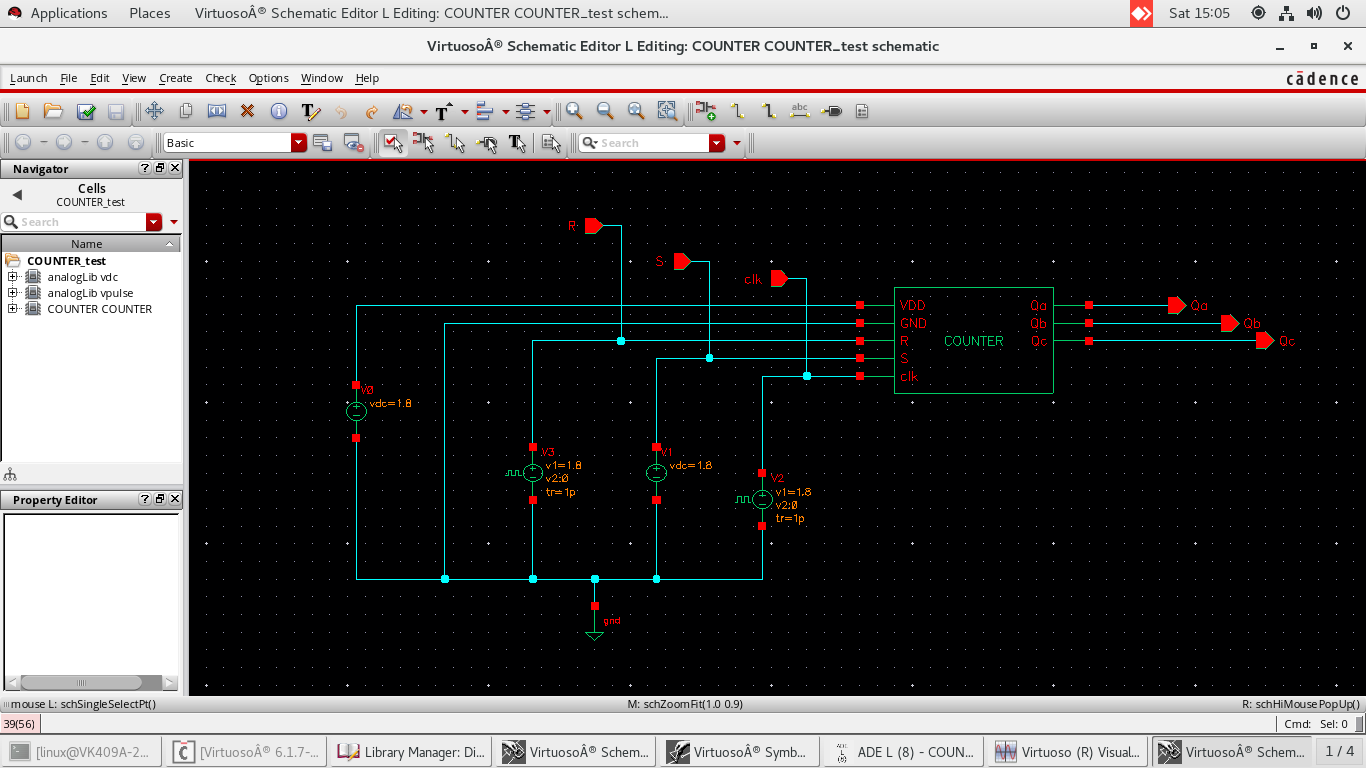 Applications Places VirtuosoÂ® Schematic Editor L Editing: COUNTER COUNTER_test schem... Sat 15:05
VirtuosoÂ® Schematic Editor L Editing: COUNTER COUNTER_test schematic
Launch File Edit View Create Check Options Window Help cādence
abc
Basic Search
Navigator
Cells
COUNTER_test
Search
Name
COUNTER_test
analogLib vdc
analogLib vpulse
COUNTER COUNTER
Property Editor
R
S
clk
VDD Qa Qa
GND Qb Qb
R COUNTER Qc Qc
S
clk
V0
vdc=1.8
V3
v1=1.8
v2:0
tr=1p
V1
vdc=1.8
V2
v1=1.8
v2:0
tr=1p
gnd
mouse L: schSingleSelectPt() M: schZoomFit(1.0 0.9) R: schHiMousePopUp()
39(56) Cmd: Sel: 0
[linux@VK409A-2... [VirtuosoÂ® 6.1.7-... Library Manager: Di... VirtuosoÂ® Schem... VirtuosoÂ® Symb... ADE L (8) - COUN... Virtuoso (R) Visual... VirtuosoÂ® Schem... 1 / 4